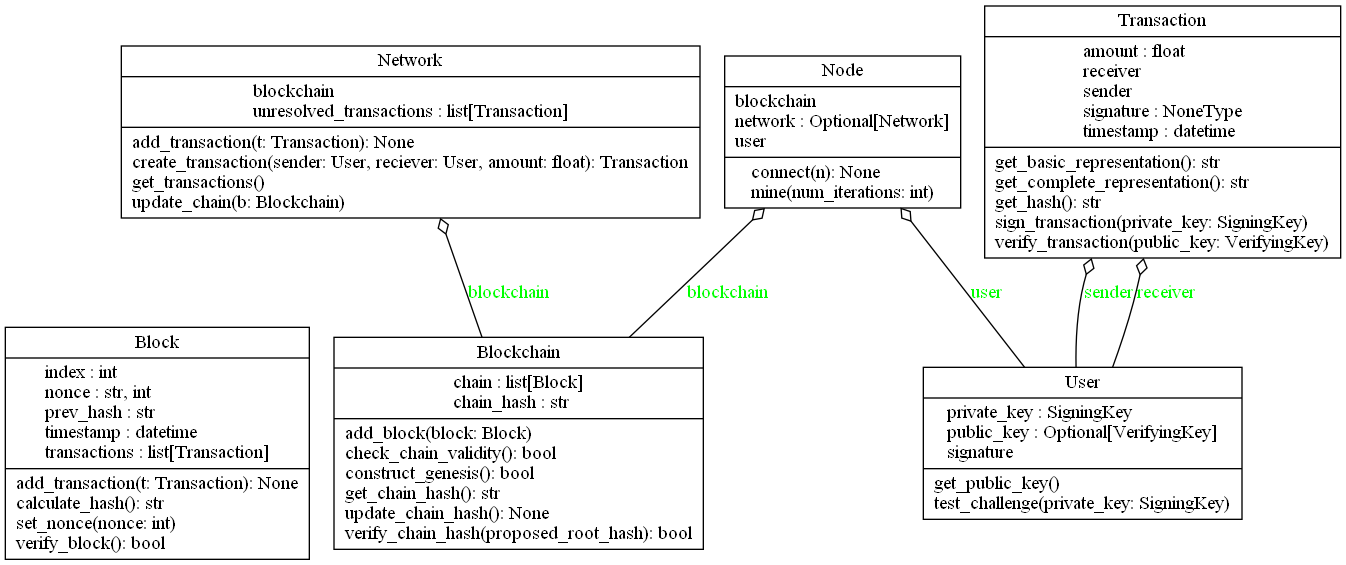 Network
blockchain
unresolved_transactions : list[Transaction]
add_transaction(t: Transaction): None
create_transaction(sender: User, reciever: User, amount: float): Transaction
get_transactions()
update_chain(b: Blockchain)
Node
blockchain
network : Optional[Network]
user
connect(n): None
mine(num_iterations: int)
Transaction
amount : float
receiver
sender
signature : NoneType
timestamp : datetime
get_basic_representation(): str
get_complete_representation(): str
get_hash(): str
sign_transaction(private_key: SigningKey)
verify_transaction(public_key: VerifyingKey)
blockchain
blockchain
user
sender
receiver
Block
index : int
nonce : str, int
prev_hash : str
timestamp : datetime
transactions : list[Transaction]
add_transaction(t: Transaction): None
calculate_hash(): str
set_nonce(nonce: int)
verify_block(): bool
Blockchain
chain : list[Block]
chain_hash : str
add_block(block: Block)
check_chain_validity(): bool
construct_genesis(): bool
get_chain_hash(): str
update_chain_hash(): None
verify_chain_hash(proposed_root_hash): bool
User
private_key : SigningKey
public_key : Optional[VerifyingKey]
signature
get_public_key()
test_challenge(private_key: SigningKey)